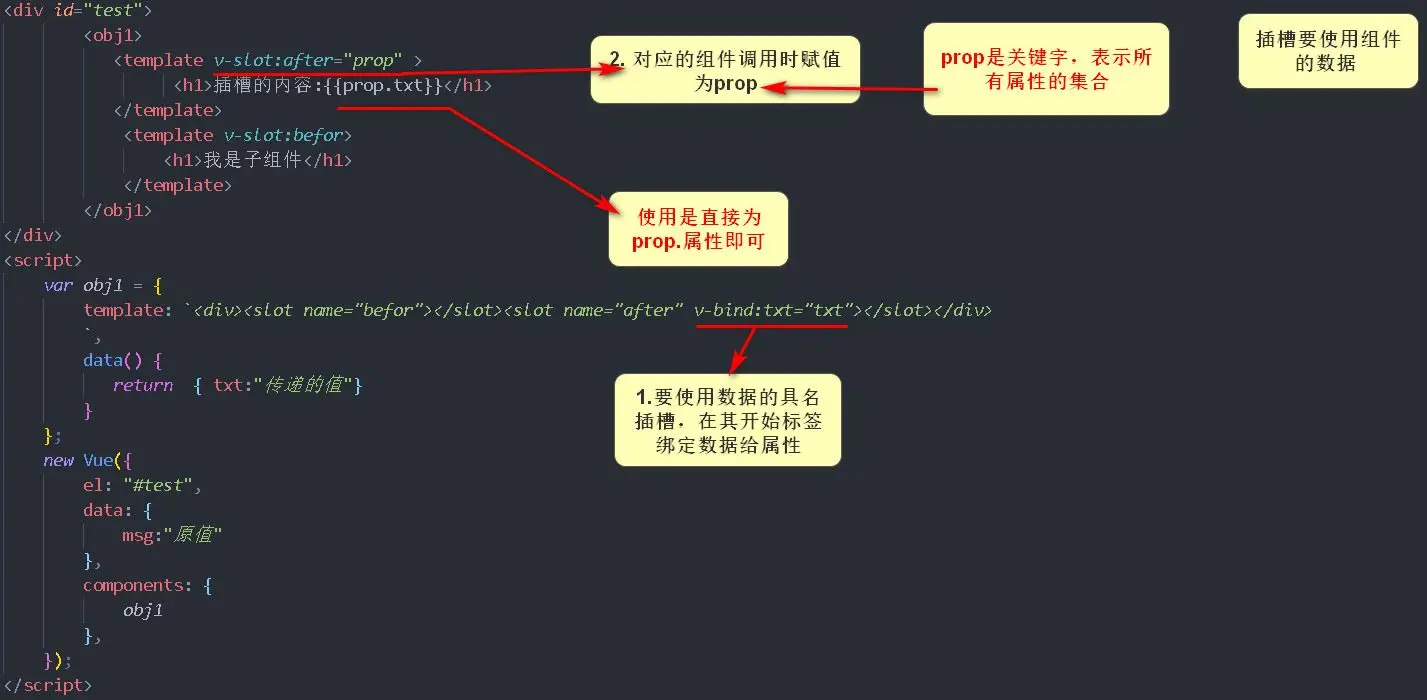 <div id="test">
<obj1>
<template v-slot:after="prop" >
<h1>插槽的内容:{{prop.txt}}</h1>
</template>
<template v-slot:befor>
<h1>我是子组件</h1>
</template>
</obj1>
</div>
<script>
var obj1 = {
template: `<div><slot name="befor"></slot><slot name="after" v-bind:txt="txt"></slot></div>
`,
data() {
return  { txt:"传递的值"}
}
};
new Vue({
el: "#test",
data: {
msg:"原值"
},
components: {
obj1
},
});
</script>
2. 对应的组件调用时赋值
为prop
prop是关键字，表示所
有属性的集合
插槽要使用组件
的数据
使用是直接为
prop.属性即可
1.要使用数据的具名
插槽，在其开始标签
绑定数据给属性